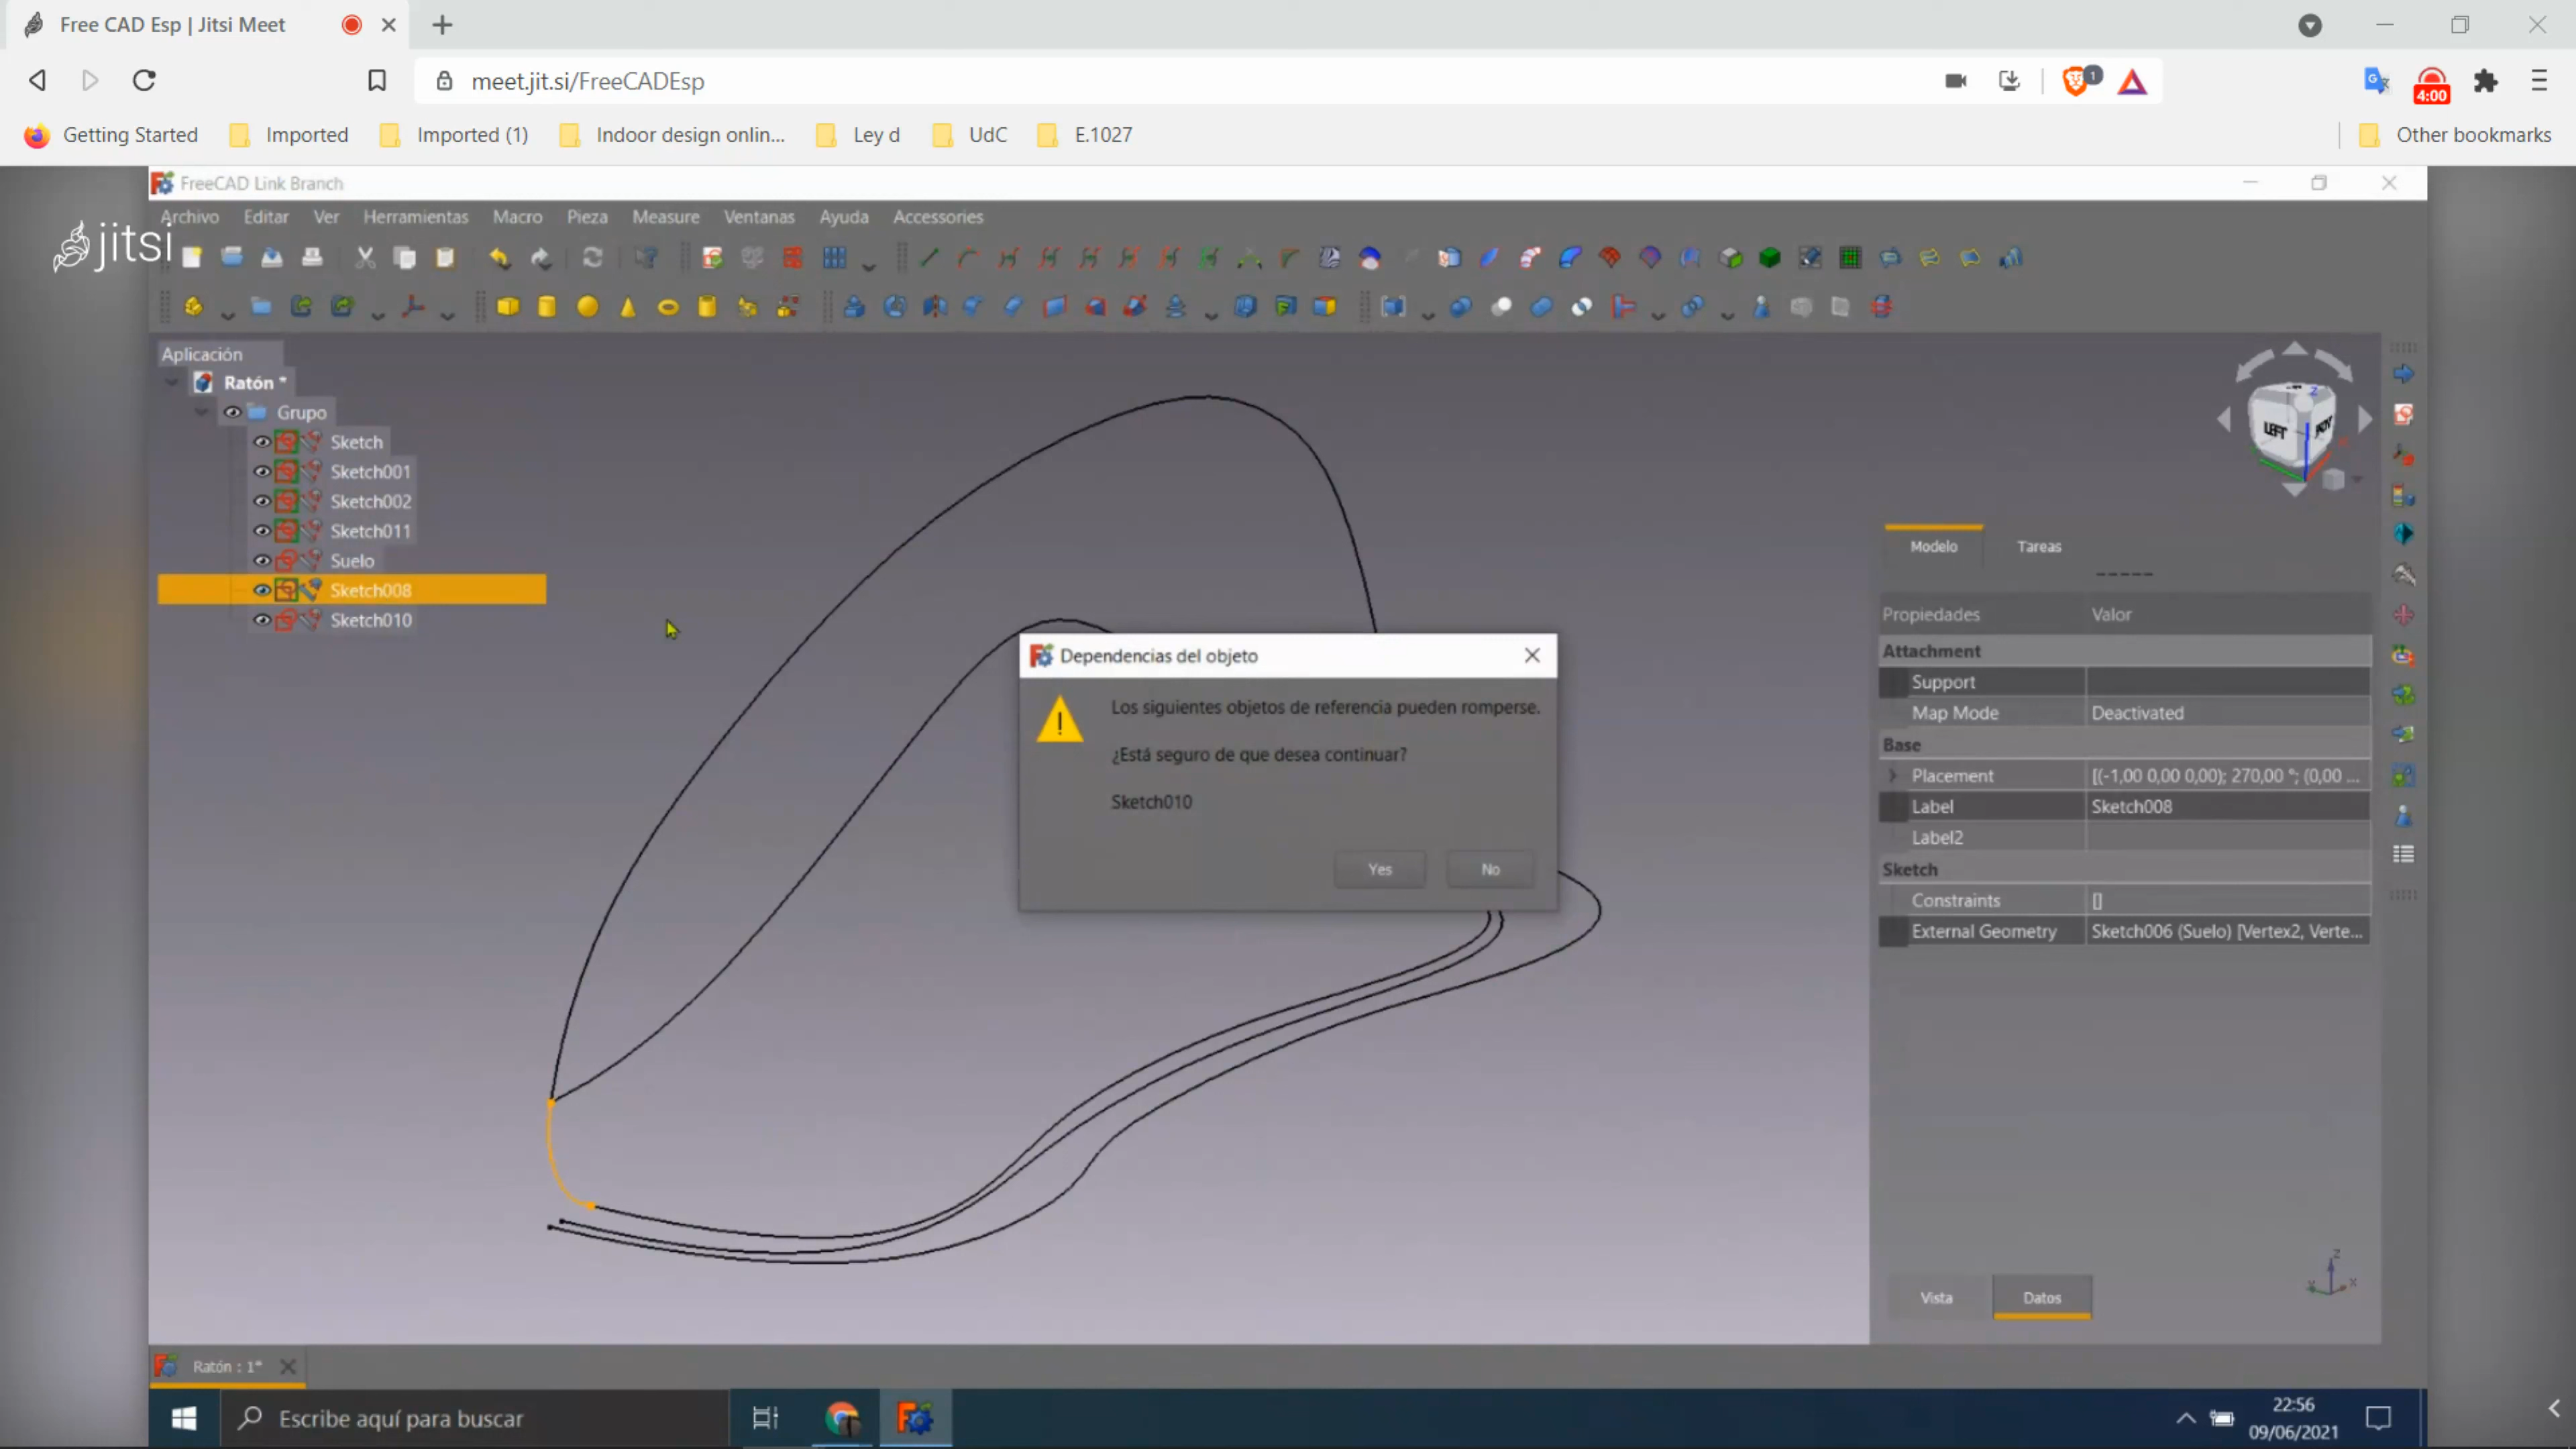 Free CAD Esp | Jitsi Meet
meet.jit.si/FreeCADEsp
1
4:00
Getting Started
Imported
Imported (1)
Indoor design onlin...
Ley d
UdC
E.1027
Other bookmarks
jitsi
FreeCAD Link Branch
Archivo
Editar
Ver
Herramientas
Macro
Pieza
Measure
Ventanas
Ayuda
Accessories
Aplicación
Ratón *
Grupo
Sketch
Sketch001
Sketch002
Sketch011
Suelo
Sketch008
Sketch010
LEFT
Z
Dependencias del objeto
Los siguientes objetos de referencia pueden romperse.
¿Está seguro de que desea continuar?
Sketch010
Yes
No
Modelo
Tareas
Propiedades
Valor
Attachment
Support
Map Mode
Deactivated
Base
Placement
[(-1,00 0,00 0,00); 270,00 °; (0,00 ...
Label
Sketch008
Label2
Sketch
Constraints
[]
External Geometry
Sketch006 (Suelo) [Vertex2, Verte...
Z
Y
X
Vista
Datos
Ratón : 1*
Escribe aquí para buscar
22:56
09/06/2021